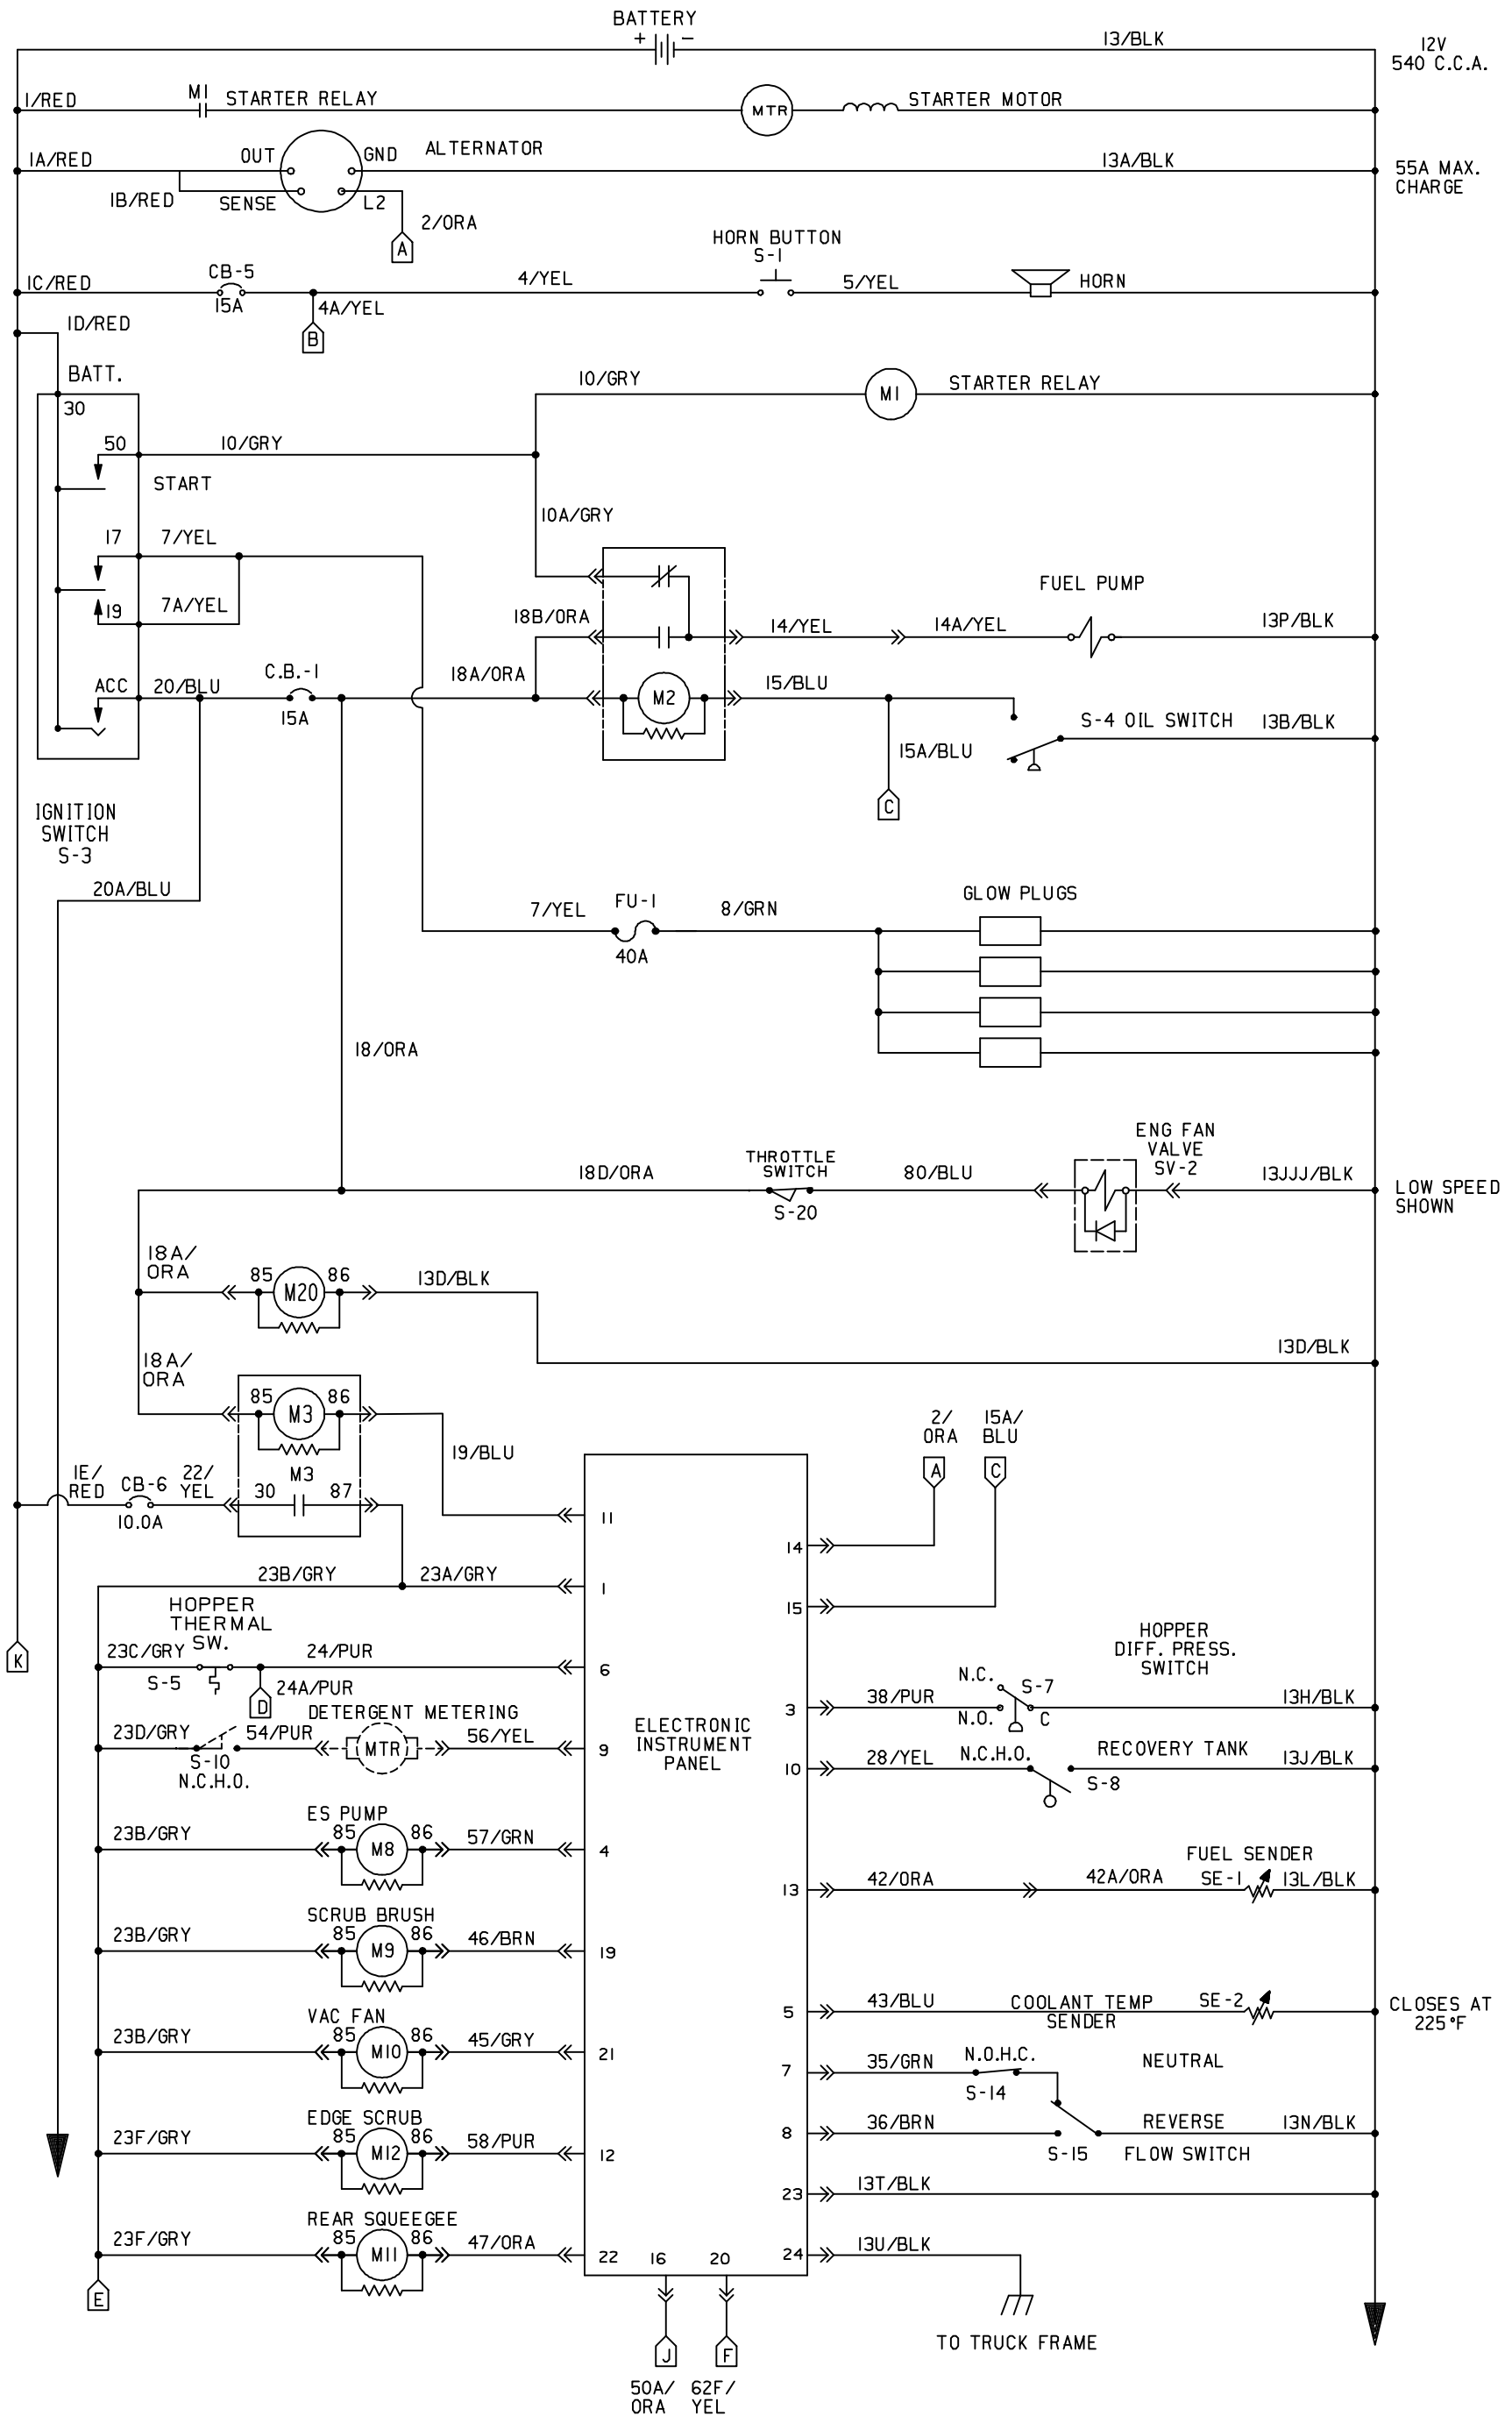 BATTERY
+ -
13/BLK
12V
540 C.C.A.
1/RED
M1
STARTER RELAY
MTR
STARTER MOTOR
1A/RED
OUT
GND
ALTERNATOR
13A/BLK
55A MAX.
CHARGE
1B/RED
SENSE
L2
2/ORA
A
HORN BUTTON
S-1
1C/RED
CB-5
15A
4/YEL
5/YEL
HORN
4A/YEL
B
1D/RED
BATT.
30
10/GRY
M1
STARTER RELAY
50
10/GRY
START
10A/GRY
17
7/YEL
FUEL PUMP
19
7A/YEL
18B/ORA
14/YEL
14A/YEL
13P/BLK
ACC
20/BLU
C.B.-1
15A
18A/ORA
M2
15/BLU
S-4 OIL SWITCH
13B/BLK
15A/BLU
C
IGNITION
SWITCH
S-3
20A/BLU
7/YEL
FU-1
40A
8/GRN
GLOW PLUGS
18/ORA
18D/ORA
THROTTLE
SWITCH
S-20
80/BLU
ENG FAN
VALVE
SV-2
13JJJ/BLK
LOW SPEED
SHOWN
18A/
ORA
85
M20
86
13D/BLK
13D/BLK
18A/
ORA
85
M3
86
19/BLU
2/
ORA
A
15A/
BLU
C
1E/
RED
CB-6
10.0A
22/
YEL
M3
30
87
11
14
23B/GRY
23A/GRY
1
15
K
HOPPER
THERMAL
SW.
23C/GRY
S-5
24/PUR
6
24A/PUR
D
HOPPER
DIFF. PRESS.
SWITCH
3
38/PUR
N.C.
N.O.
S-7
C
13H/BLK
DETERGENT METERING
23D/GRY
S-10
N.C.H.O.
54/PUR
MTR
56/YEL
9
ELECTRONIC
INSTRUMENT
PANEL
10
28/YEL
N.C.H.O.
RECOVERY TANK
S-8
13J/BLK
ES PUMP
23B/GRY
85
M8
86
57/GRN
4
13
42/ORA
42A/ORA
FUEL SENDER
SE-1
13L/BLK
SCRUB BRUSH
23B/GRY
85
M9
86
46/BRN
19
5
43/BLU
COOLANT TEMP
SENDER
SE-2
CLOSES AT
225°F
VAC FAN
23B/GRY
85
M10
86
45/GRY
21
7
35/GRN
N.O.H.C.
S-14
NEUTRAL
EDGE SCRUB
23F/GRY
85
M12
86
58/PUR
12
8
36/BRN
S-15
REVERSE
FLOW SWITCH
13N/BLK
23
13T/BLK
REAR SQUEEGEE
23F/GRY
85
M11
86
47/ORA
22
16
20
24
13U/BLK
E
TO TRUCK FRAME
J
F
50A/
ORA
62F/
YEL